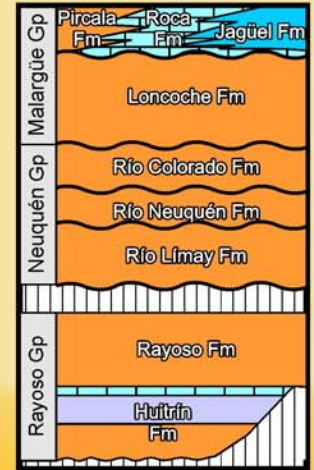 Malargüe Gp
Pircala
Fm
Roca
Fm
Jagüel Fm
Loncoche Fm
Neuquén Gp
Río Colorado Fm
Río Neuquén Fm
Río Límay Fm
Rayoso Gp
Rayoso Fm
Huitrín
Fm